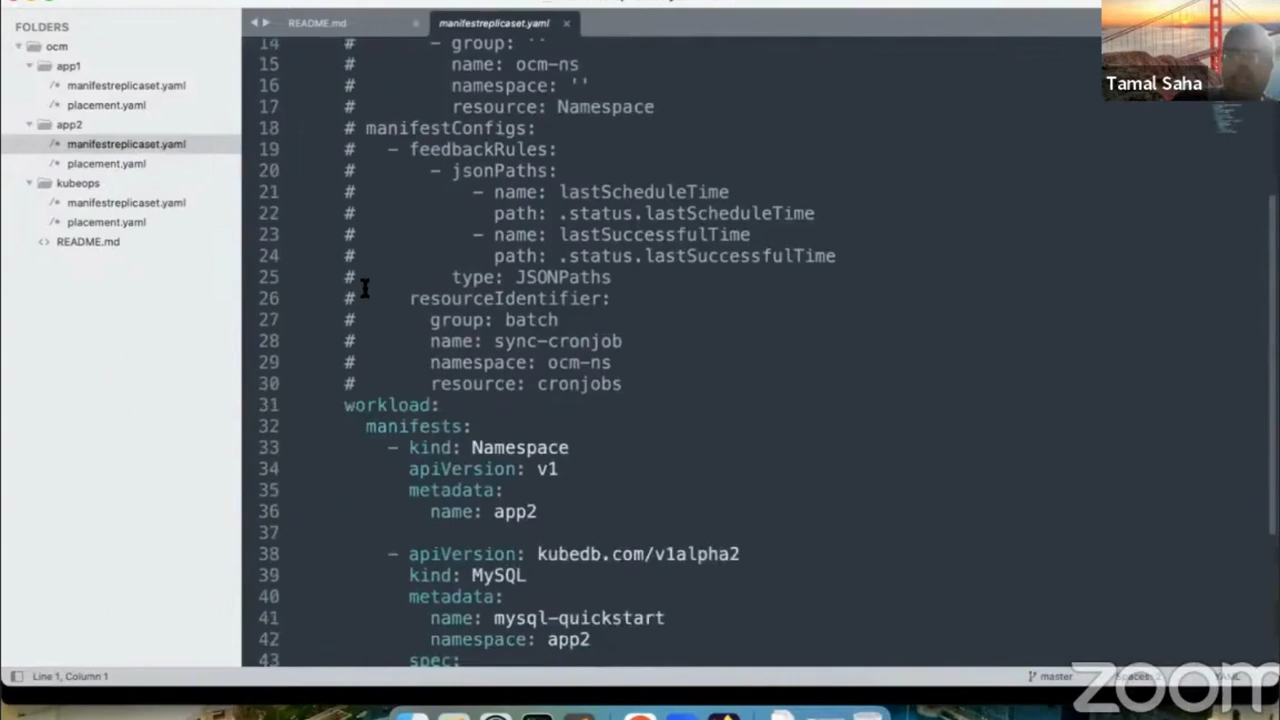 FOLDERS
ocm
app1
manifestreplicaset.yaml
placement.yaml
app2
manifestreplicaset.yaml
placement.yaml
kubeops
manifestreplicaset.yaml
placement.yaml
README.md
README.md
manifestreplicaset.yaml
14 # - group: ''
15 # name: ocm-ns
16 # namespace: ''
17 # resource: Namespace
18 # manifestConfigs:
19 # - feedbackRules:
20 # - jsonPaths:
21 # - name: lastScheduleTime
22 # path: .status.lastScheduleTime
23 # - name: lastSuccessfulTime
24 # path: .status.lastSuccessfulTime
25 # type: JSONPaths
26 # resourceIdentifier:
27 # group: batch
28 # name: sync-cronjob
29 # namespace: ocm-ns
30 # resource: cronjobs
31 workload:
32 manifests:
33 - kind: Namespace
34 apiVersion: v1
35 metadata:
36 name: app2
37
38 - apiVersion: kubedb.com/v1alpha2
39 kind: MySQL
40 metadata:
41 name: mysql-quickstart
42 namespace: app2
43 spec:
Tamal Saha
Line 1, Column 1
master
Spaces: 2
YAML
zoom